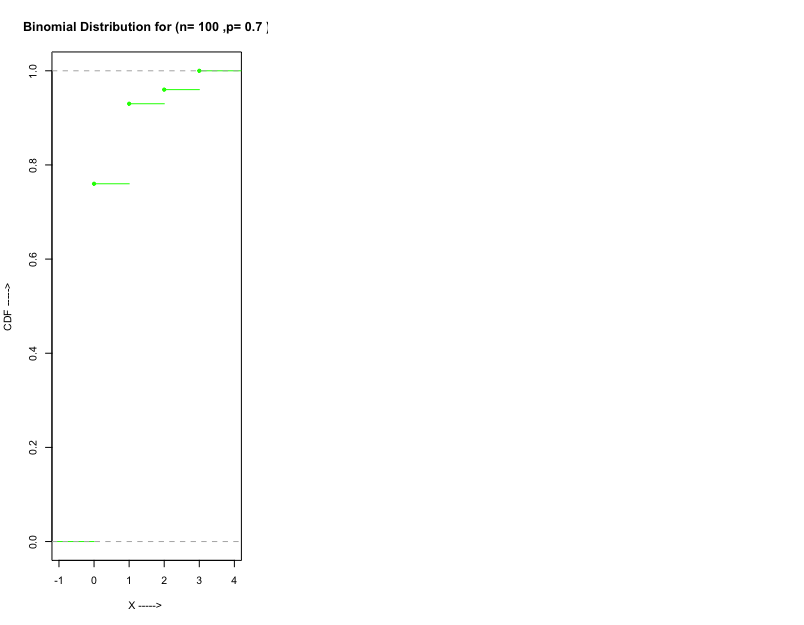 Binomial Distribution for (n= 100 ,p= 0.7 )
1.0
0.8
0.6
0.4
0.2
0.0
CDF ---->
-1 0 1 2 3 4
X ----->